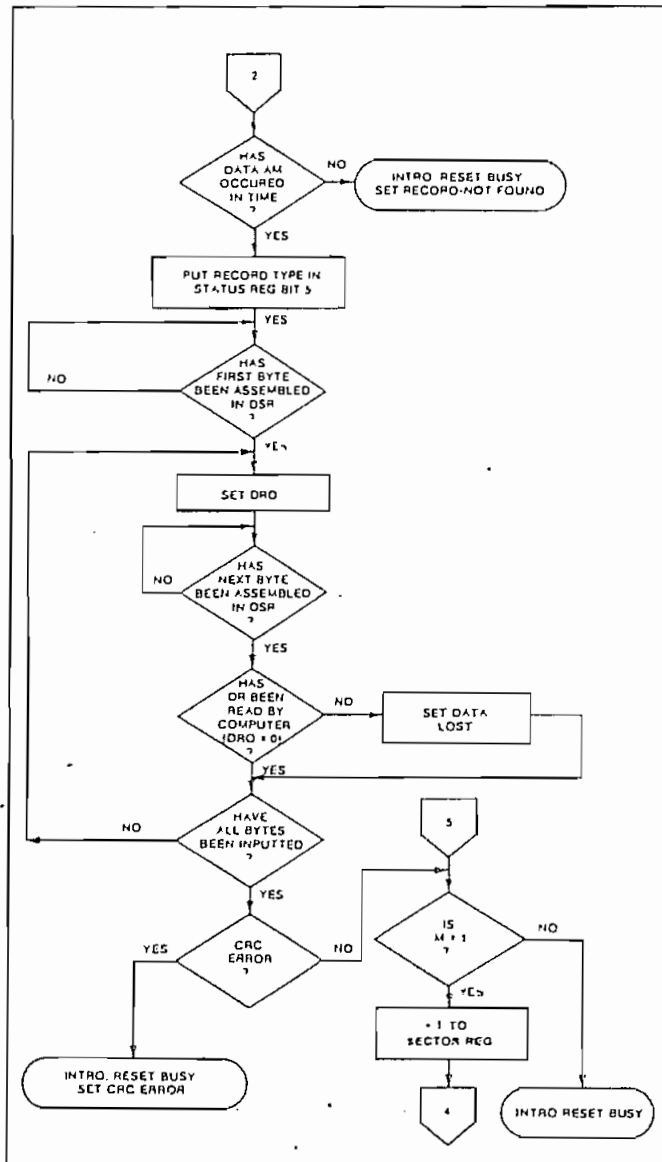 2
HAS
DATA AM
OCCURED
IN TIME
?
NO
INTRQ. RESET BUSY
SET RECORD-NOT FOUND
YES
PUT RECORD TYPE IN
STATUS REG BIT 5
YES
HAS
FIRST BYTE
BEEN ASSEMBLED
IN DSR
?
NO
YES
SET DRQ
HAS
NEXT BYTE
BEEN ASSEMBLED
IN DSR
?
NO
YES
HAS
DR BEEN
READ BY
COMPUTER
(DRQ = 0)
?
NO
SET DATA
LOST
YES
HAVE
ALL BYTES
BEEN INPUTTED
?
NO
YES
CRC
ERROR
?
YES
NO
INTRQ, RESET BUSY
SET CRC ERROR
5
IS
M = 1
?
NO
YES
+ 1 TO
SECTOR REG
4
INTRQ RESET BUSY